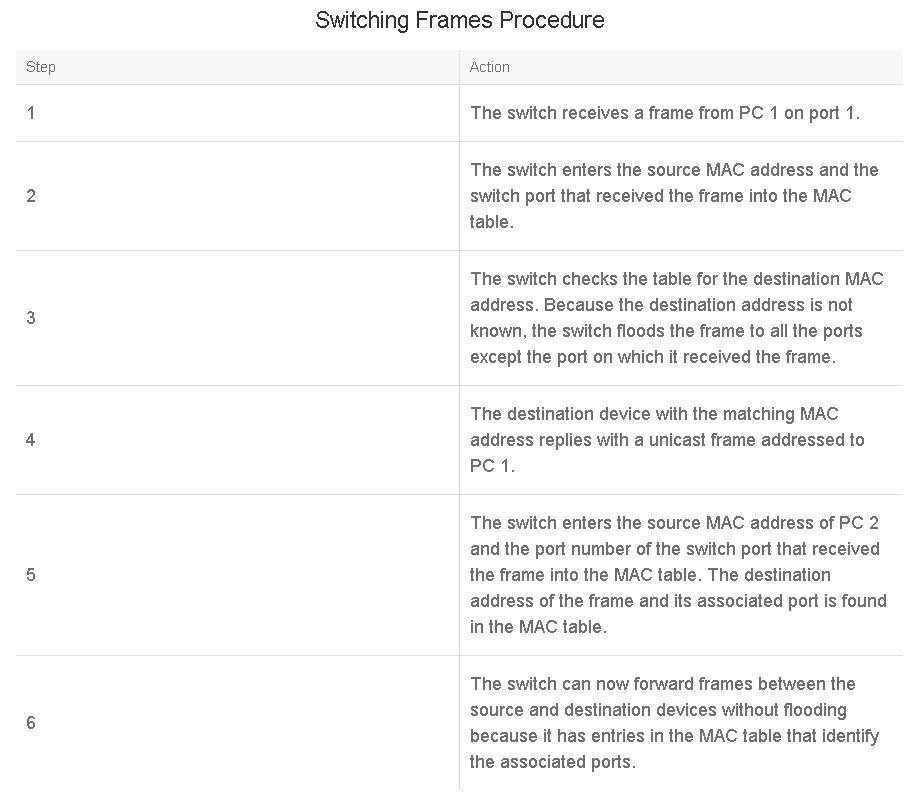 Switching Frames Procedure
Step
Action
1
The switch receives a frame from PC 1 on port 1.
2
The switch enters the source MAC address and the
switch port that received the frame into the MAC
table.
3
The switch checks the table for the destination MAC
address. Because the destination address is not
known, the switch floods the frame to all the ports
except the port on which it received the frame.
4
The destination device with the matching MAC
address replies with a unicast frame addressed to
PC 1.
5
The switch enters the source MAC address of PC 2
and the port number of the switch port that received
the frame into the MAC table. The destination
address of the frame and its associated port is found
in the MAC table.
6
The switch can now forward frames between the
source and destination devices without flooding
because it has entries in the MAC table that identify
the associated ports.